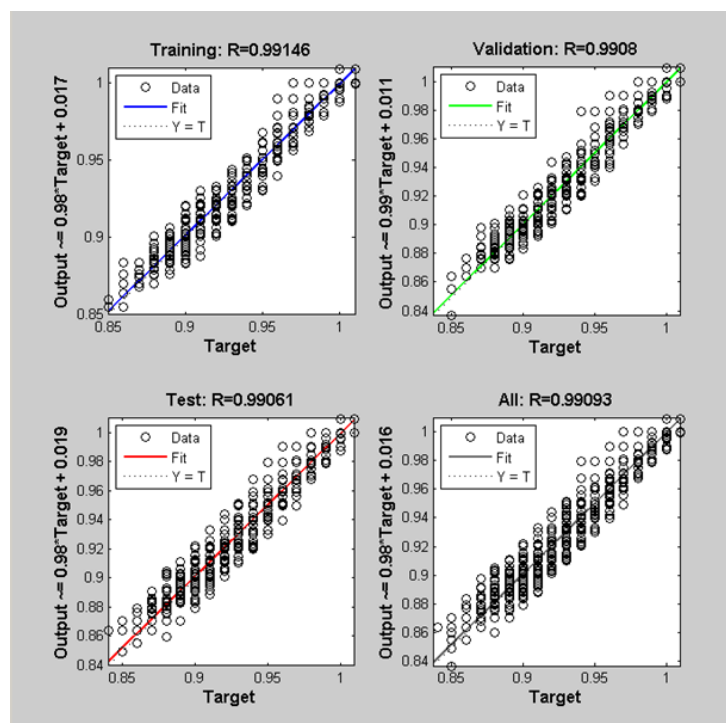 Training: R=0.99146
Output ~= 0.98*Target + 0.017
Data
Fit
Y = T
1
0.95
0.9
0.85
0.85 0.9 0.95 1
Target
Validation: R=0.9908
Output ~= 0.99*Target + 0.011
Data
Fit
Y = T
1
0.98
0.96
0.94
0.92
0.9
0.88
0.86
0.84
0.85 0.9 0.95 1
Target
Test: R=0.99061
Output ~= 0.98*Target + 0.019
Data
Fit
Y = T
1
0.98
0.96
0.94
0.92
0.9
0.88
0.86
0.84
0.85 0.9 0.95 1
Target
All: R=0.99093
Output ~= 0.98*Target + 0.016
Data
Fit
Y = T
1
0.98
0.96
0.94
0.92
0.9
0.88
0.86
0.84
0.85 0.9 0.95 1
Target